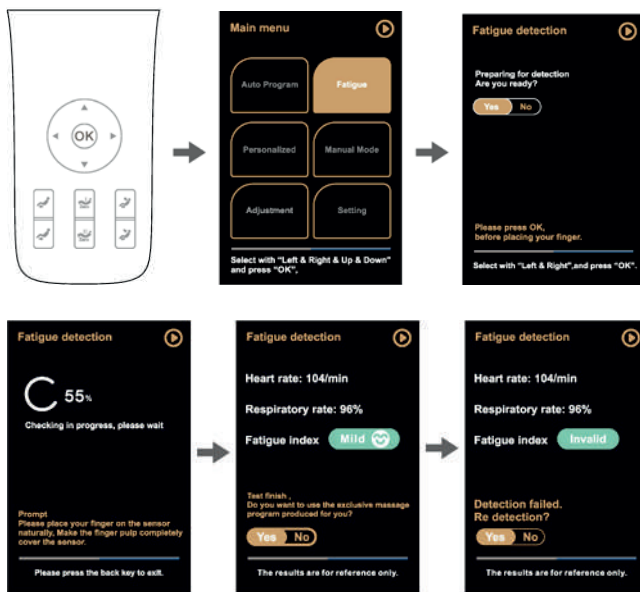 OK
Main menu
Auto Program
Fatigue
Personalized
Manual Mode
Adjustment
Setting
Select with "Left & Right & Up & Down"
and press "OK",
Fatigue detection
Preparing for detection
Are you ready?
Yes No
Please press OK,
before placing your finger.
Select with "Left & Right",and press "OK".
Fatigue detection
55%
Checking in progress, please wait
Prompt
Please place your finger on the sensor
naturally, Make the finger pulp completely
cover the sensor.
Please press the back key to exit.
Fatigue detection
Heart rate: 104/min
Respiratory rate: 96%
Fatigue index Mild
Test finish ,
Do you want to use the exclusive massage
program produced for you?
Yes No
The results are for reference only.
Fatigue detection
Heart rate: 104/min
Respiratory rate: 96%
Fatigue index Invalid
Detection failed.
Re detection?
Yes No
The results are for reference only.